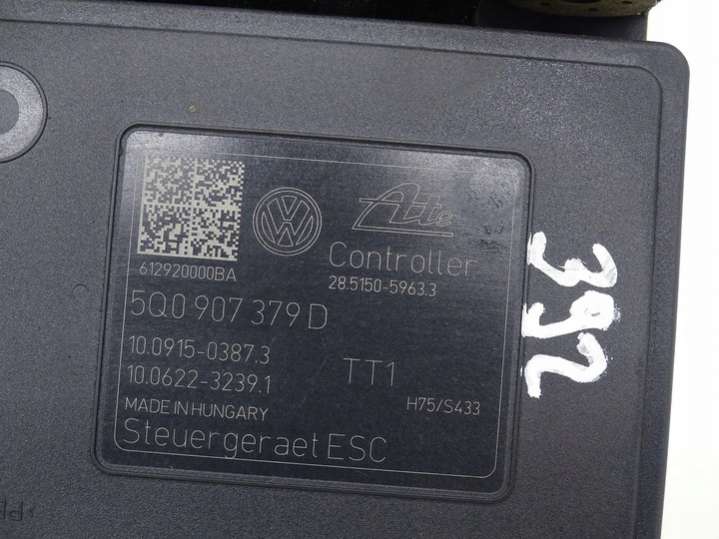 VW
Ate
Controller
612920000BA
28.5150-5963.3
5Q0 907 379 D
10.0915-0387.3
TT1
10.0622-3239.1
H75/S433
MADE IN HUNGARY
Steuergeraet ESC
392